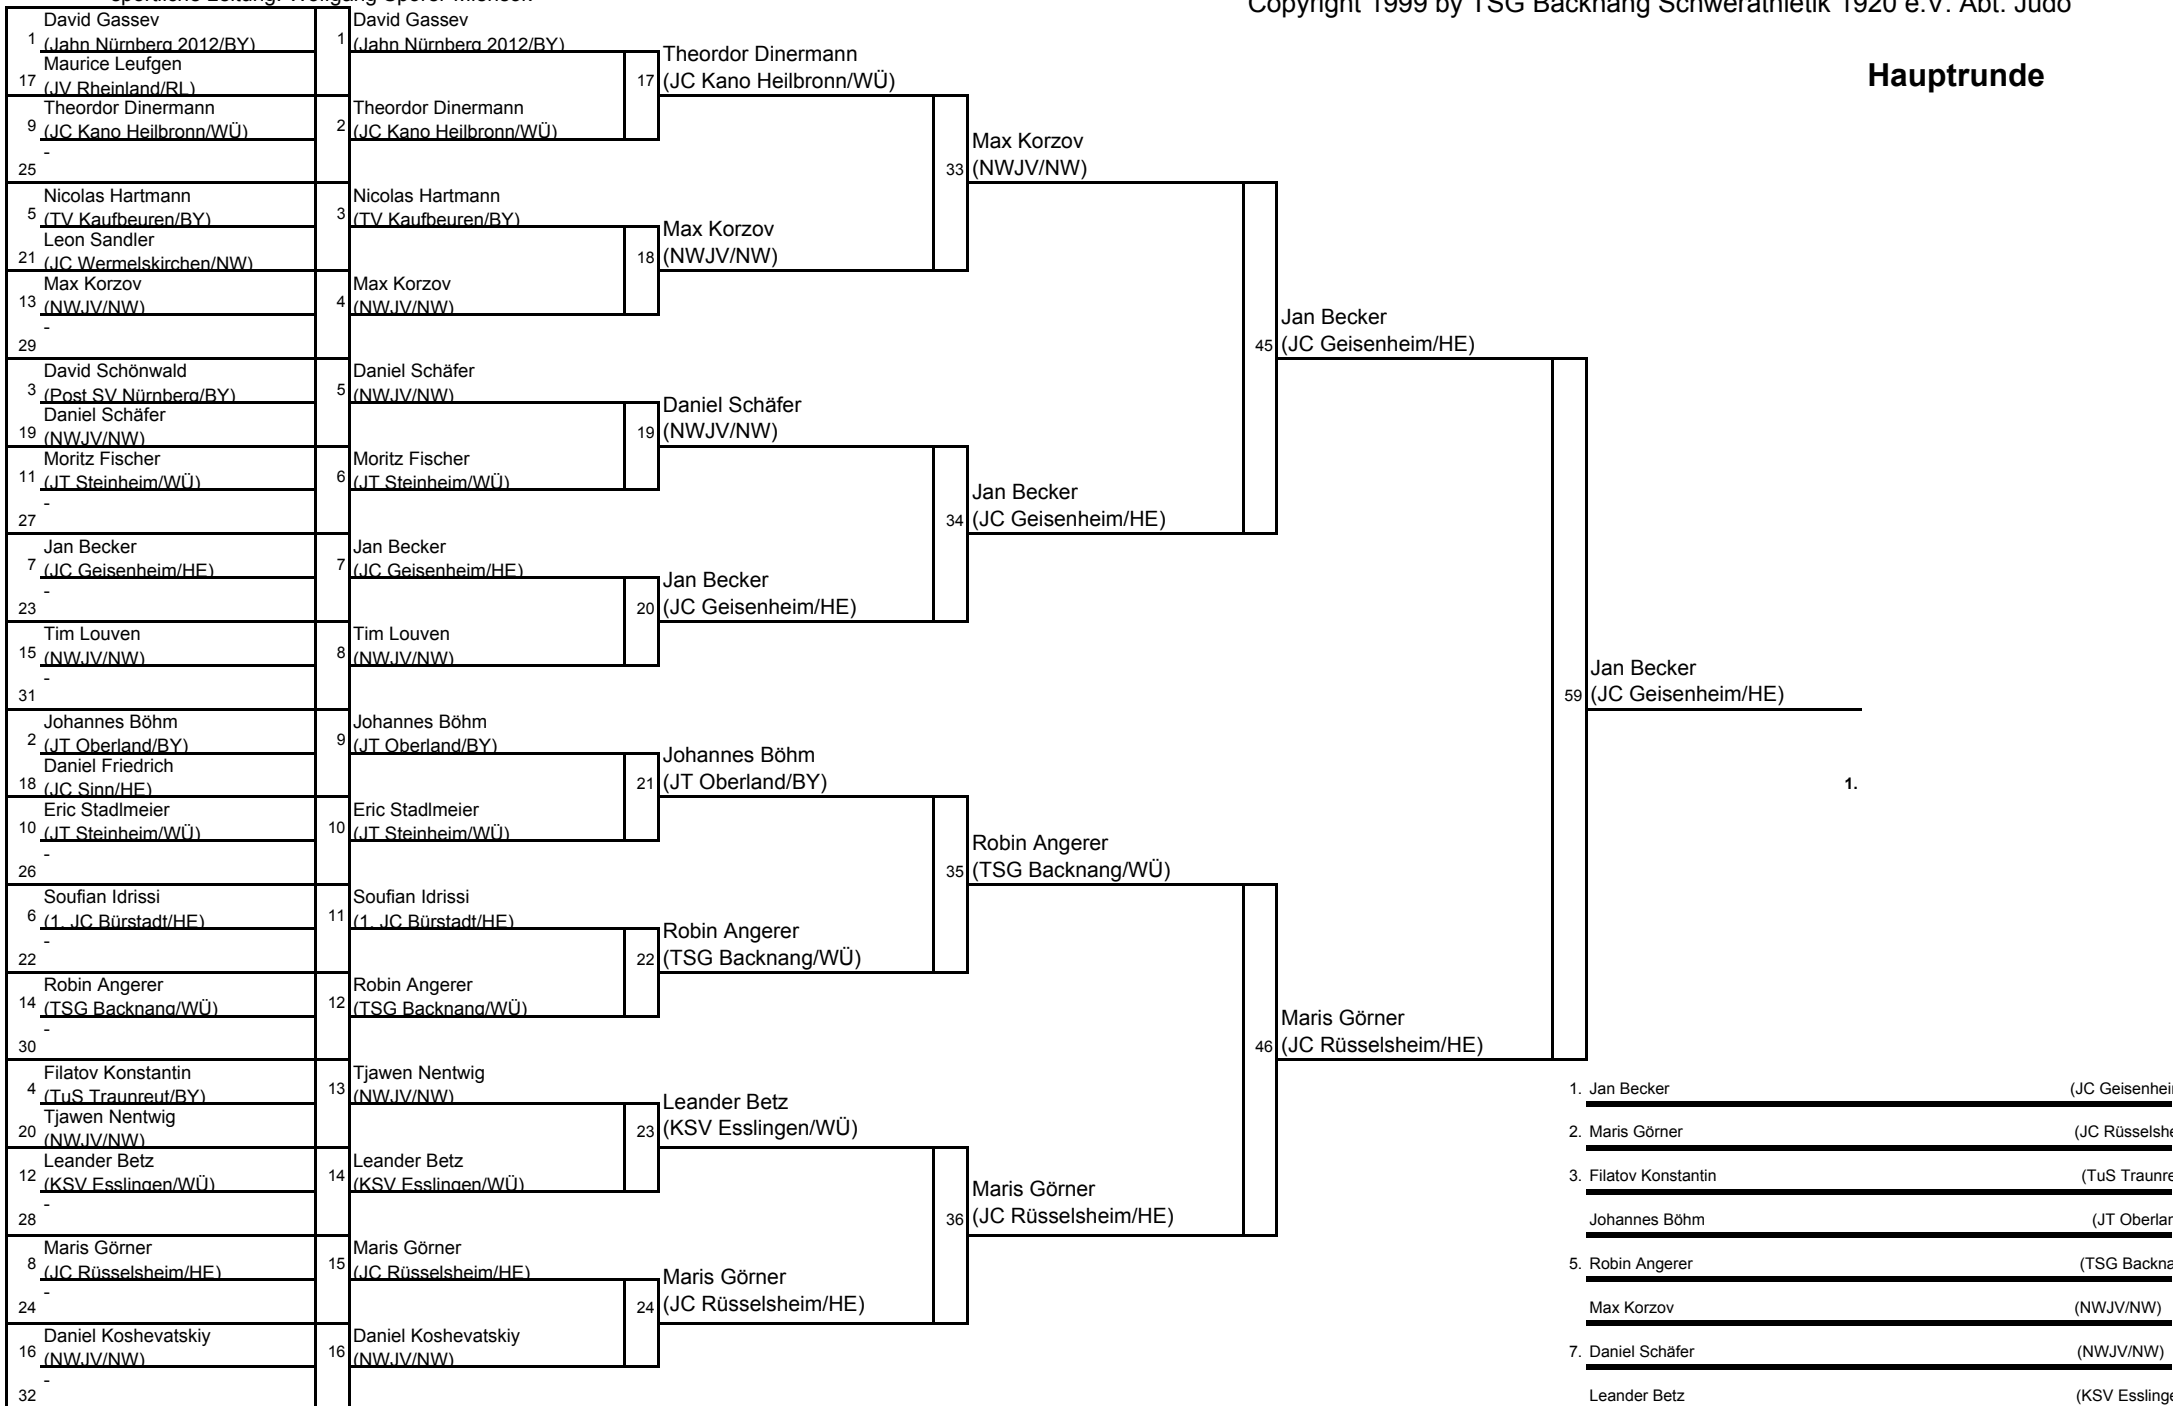 Copyright 1999 by TSG Backnang Schwerathletik 1920 e.V. Abt. Judo
Hauptrunde
David Gassev
1 (Jahn Nürnberg 2012/BY)
Maurice Leufgen
17 (JV Rheinland/RL)
Theordor Dinermann
9 (JC Kano Heilbronn/WÜ)
-
25
Nicolas Hartmann
5 (TV Kaufbeuren/BY)
Leon Sandler
21 (JC Wermelskirchen/NW)
Max Korzov
13 (NWJV/NW)
-
29
David Schönwald
3 (Post SV Nürnberg/BY)
Daniel Schäfer
19 (NWJV/NW)
Moritz Fischer
11 (JT Steinheim/WÜ)
-
27
Jan Becker
7 (JC Geisenheim/HE)
-
23
Tim Louven
15 (NWJV/NW)
-
31
Johannes Böhm
2 (JT Oberland/BY)
Daniel Friedrich
18 (JC Sinn/HE)
Eric Stadlmeier
10 (JT Steinheim/WÜ)
-
26
Soufian Idrissi
6 (1. JC Bürstadt/HE)
-
22
Robin Angerer
14 (TSG Backnang/WÜ)
-
30
Filatov Konstantin
4 (TuS Traunreut/BY)
Tjawen Nentwig
20 (NWJV/NW)
Leander Betz
12 (KSV Esslingen/WÜ)
-
28
Maris Görner
8 (JC Rüsselsheim/HE)
-
24
Daniel Koshevatskiy
16 (NWJV/NW)
-
32
David Gassev
1 (Jahn Nürnberg 2012/BY)
Theordor Dinermann
2 (JC Kano Heilbronn/WÜ)
Nicolas Hartmann
3 (TV Kaufbeuren/BY)
Max Korzov
4 (NWJV/NW)
Daniel Schäfer
5 (NWJV/NW)
Moritz Fischer
6 (JT Steinheim/WÜ)
Jan Becker
7 (JC Geisenheim/HE)
Tim Louven
8 (NWJV/NW)
Johannes Böhm
9 (JT Oberland/BY)
Eric Stadlmeier
10 (JT Steinheim/WÜ)
Soufian Idrissi
11 (1. JC Bürstadt/HE)
Robin Angerer
12 (TSG Backnang/WÜ)
Tjawen Nentwig
13 (NWJV/NW)
Leander Betz
14 (KSV Esslingen/WÜ)
Maris Görner
15 (JC Rüsselsheim/HE)
Daniel Koshevatskiy
16 (NWJV/NW)
Theordor Dinermann
17 (JC Kano Heilbronn/WÜ)
Max Korzov
18 (NWJV/NW)
Daniel Schäfer
19 (NWJV/NW)
Jan Becker
20 (JC Geisenheim/HE)
Johannes Böhm
21 (JT Oberland/BY)
Robin Angerer
22 (TSG Backnang/WÜ)
Leander Betz
23 (KSV Esslingen/WÜ)
Maris Görner
24 (JC Rüsselsheim/HE)
Max Korzov
33 (NWJV/NW)
Jan Becker
34 (JC Geisenheim/HE)
Robin Angerer
35 (TSG Backnang/WÜ)
Maris Görner
36 (JC Rüsselsheim/HE)
Jan Becker
45 (JC Geisenheim/HE)
Maris Görner
46 (JC Rüsselsheim/HE)
Jan Becker
59 (JC Geisenheim/HE)
1.
1. Jan Becker (JC Geisenhei
2. Maris Görner (JC Rüsselshe
3. Filatov Konstantin (TuS Traunre
Johannes Böhm (JT Oberlan
5. Robin Angerer (TSG Backna
Max Korzov (NWJV/NW)
7. Daniel Schäfer (NWJV/NW)
Leander Betz (KSV Esslinge